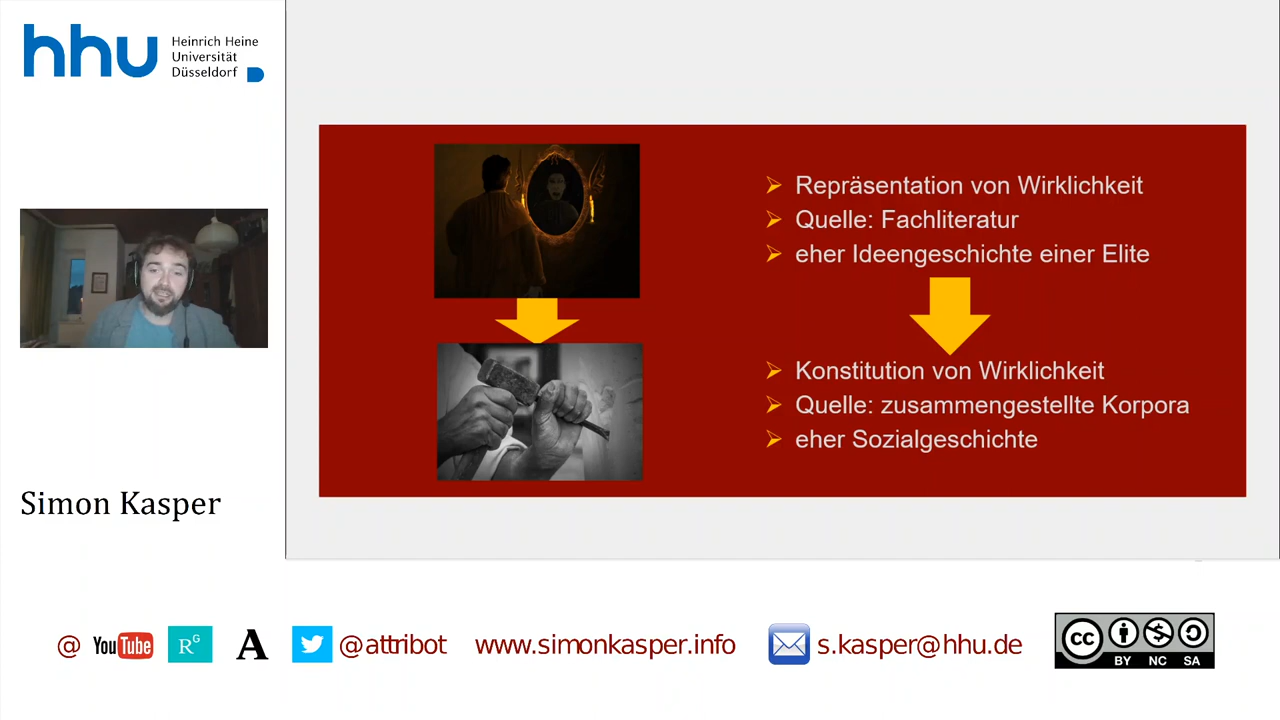 hhu
Heinrich Heine
Universität
Düsseldorf
Repräsentation von Wirklichkeit
Quelle: Fachliteratur
eher Ideengeschichte einer Elite
Konstitution von Wirklichkeit
Quelle: zusammengestellte Korpora
eher Sozialgeschichte
Simon Kasper
@ YouTube RG A @attribot www.simonkasper.info s.kasper@hhu.de
cc BY NC SA